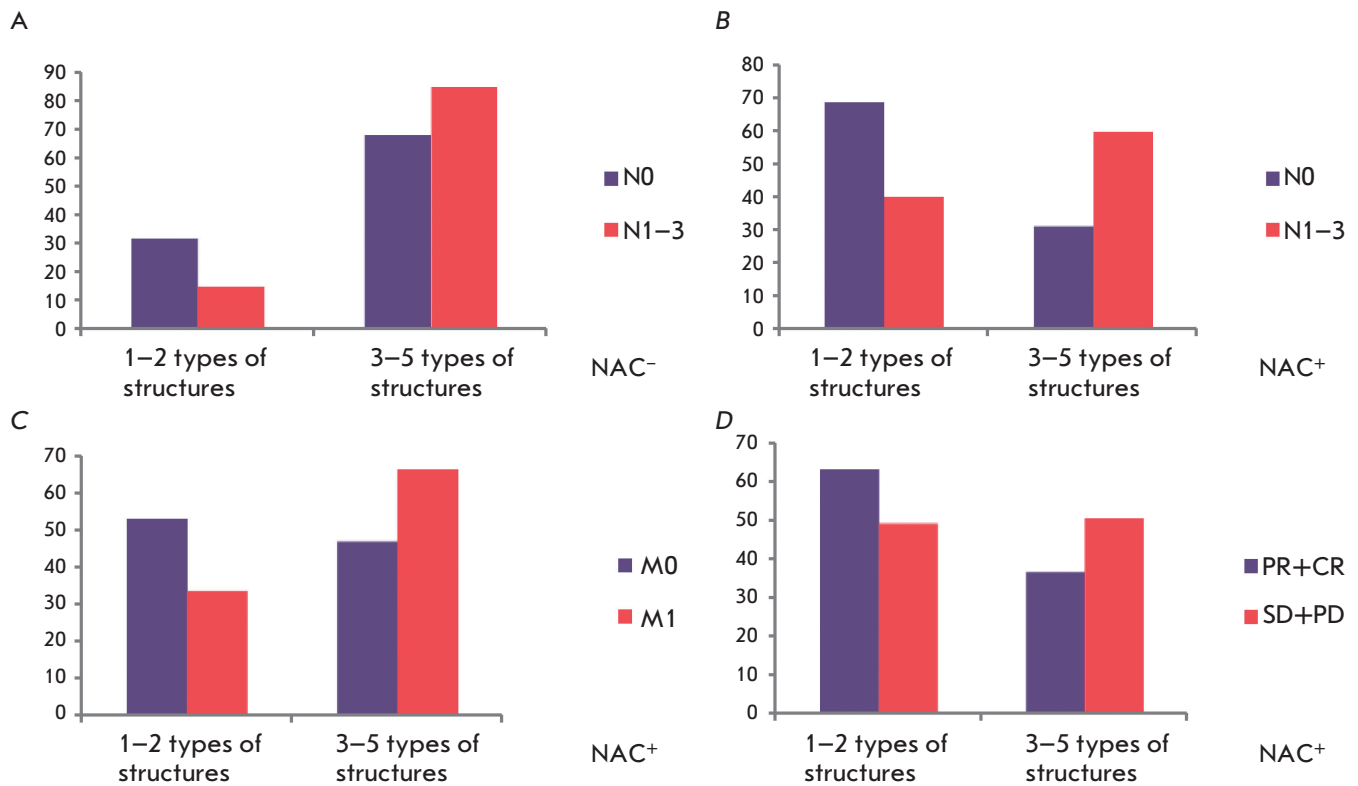 A
90
80
70
60
50
40
30
20
10
0
N0
N1–3
1–2 types of
structures
3–5 types of
structures
NAC⁻
B
80
70
60
50
40
30
20
10
0
N0
N1–3
1–2 types of
structures
3–5 types of
structures
NAC⁺
C
70
60
50
40
30
20
10
0
M0
M1
1–2 types of
structures
3–5 types of
structures
NAC⁺
D
70
60
50
40
30
20
10
0
PR+CR
SD+PD
1–2 types of
structures
3–5 types of
structures
NAC⁺